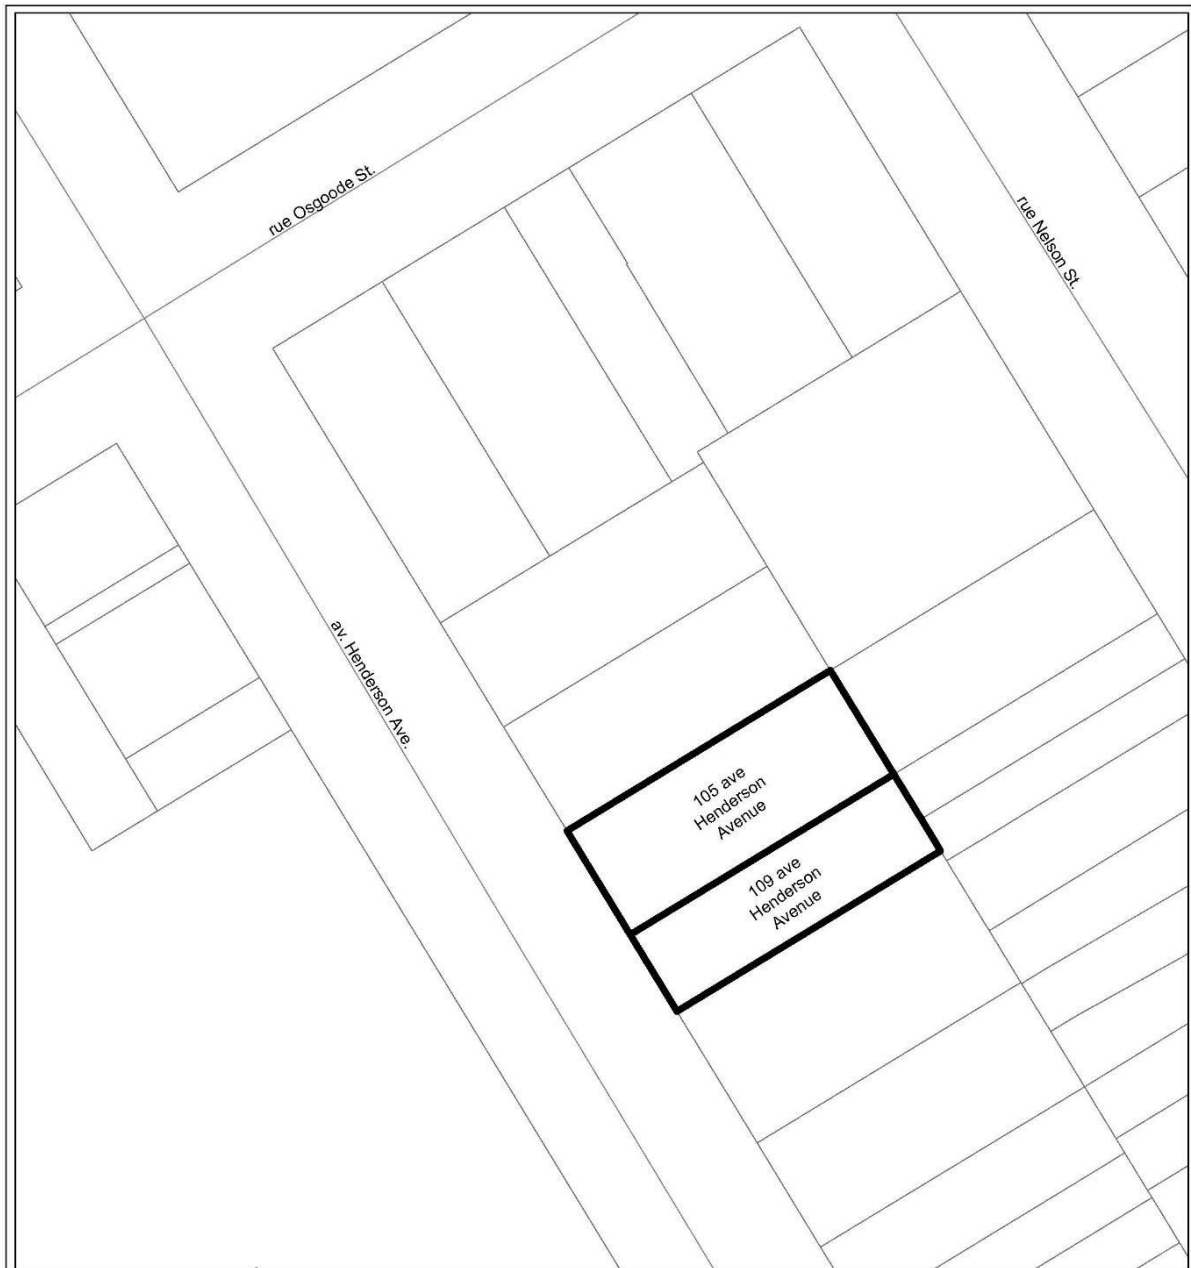 rue Osgoode St.
rue Nelson St.
av. Henderson Ave.
105 ave
Henderson
Avenue
109 ave
Henderson
Avenue